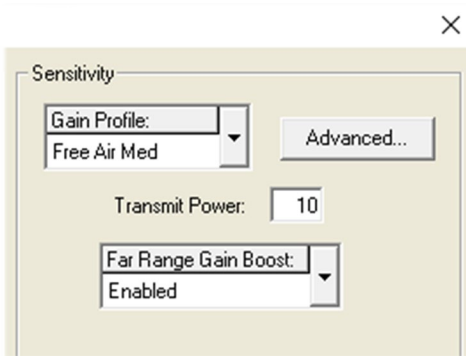 Sensitivity
Gain Profile:
Free Air Med
Advanced...
Transmit Power: 10
Far Range Gain Boost:
Enabled